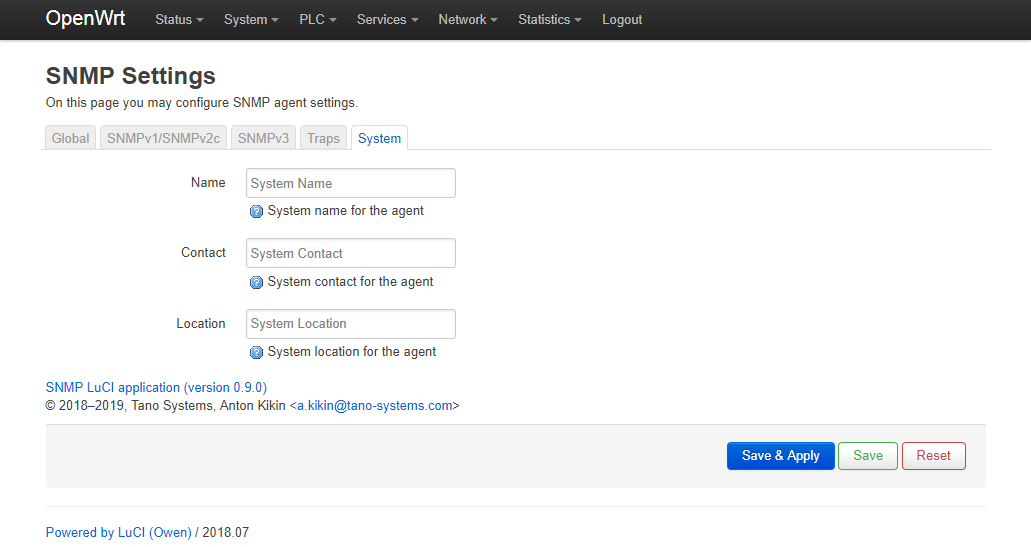 OpenWrt Status System PLC Services Network Statistics Logout
SNMP Settings
On this page you may configure SNMP agent settings.
Global SNMPv1/SNMPv2c SNMPv3 Traps System
Name System Name
System name for the agent
Contact System Contact
System contact for the agent
Location System Location
System location for the agent
SNMP LuCI application (version 0.9.0)
© 2018–2019, Tano Systems, Anton Kikin <a.kikin@tano-systems.com>
Save & Apply Save Reset
Powered by LuCI (Owen) / 2018.07